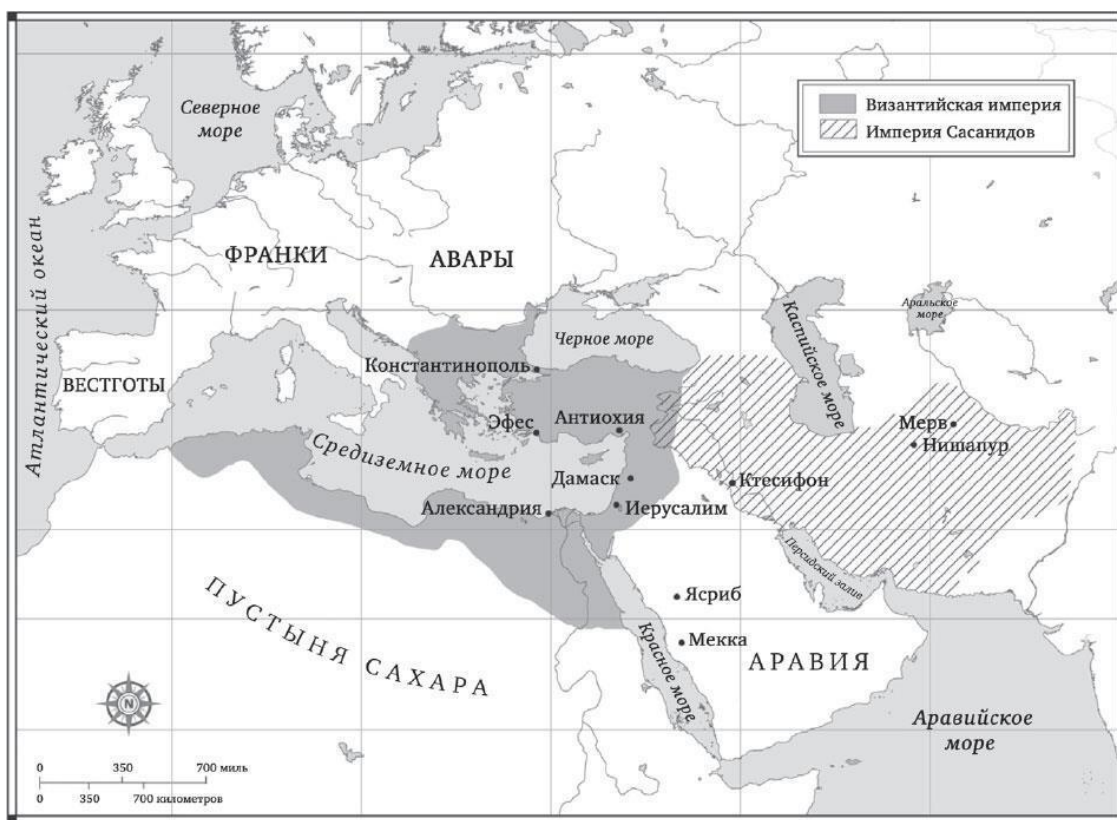 Северное
море
Византийская империя
Империя Сасанидов
Атлантический океан
ФРАНКИ
АВАРЫ
Каспийское море
Аральское
море
Черное море
Константинополь
ВЕСТГОТЫ
Эфес
Антиохия
Мерв
Нишапур
Средиземное море
Дамаск
Ктесифон
Александрия
Иерусалим
Персидский залив
ПУСТЫНЯ САХАРА
Ясриб
Красное море
Мекка
АРАВИЯ
N
Аравийское
море
0 350 700 миль
0 350 700 километров